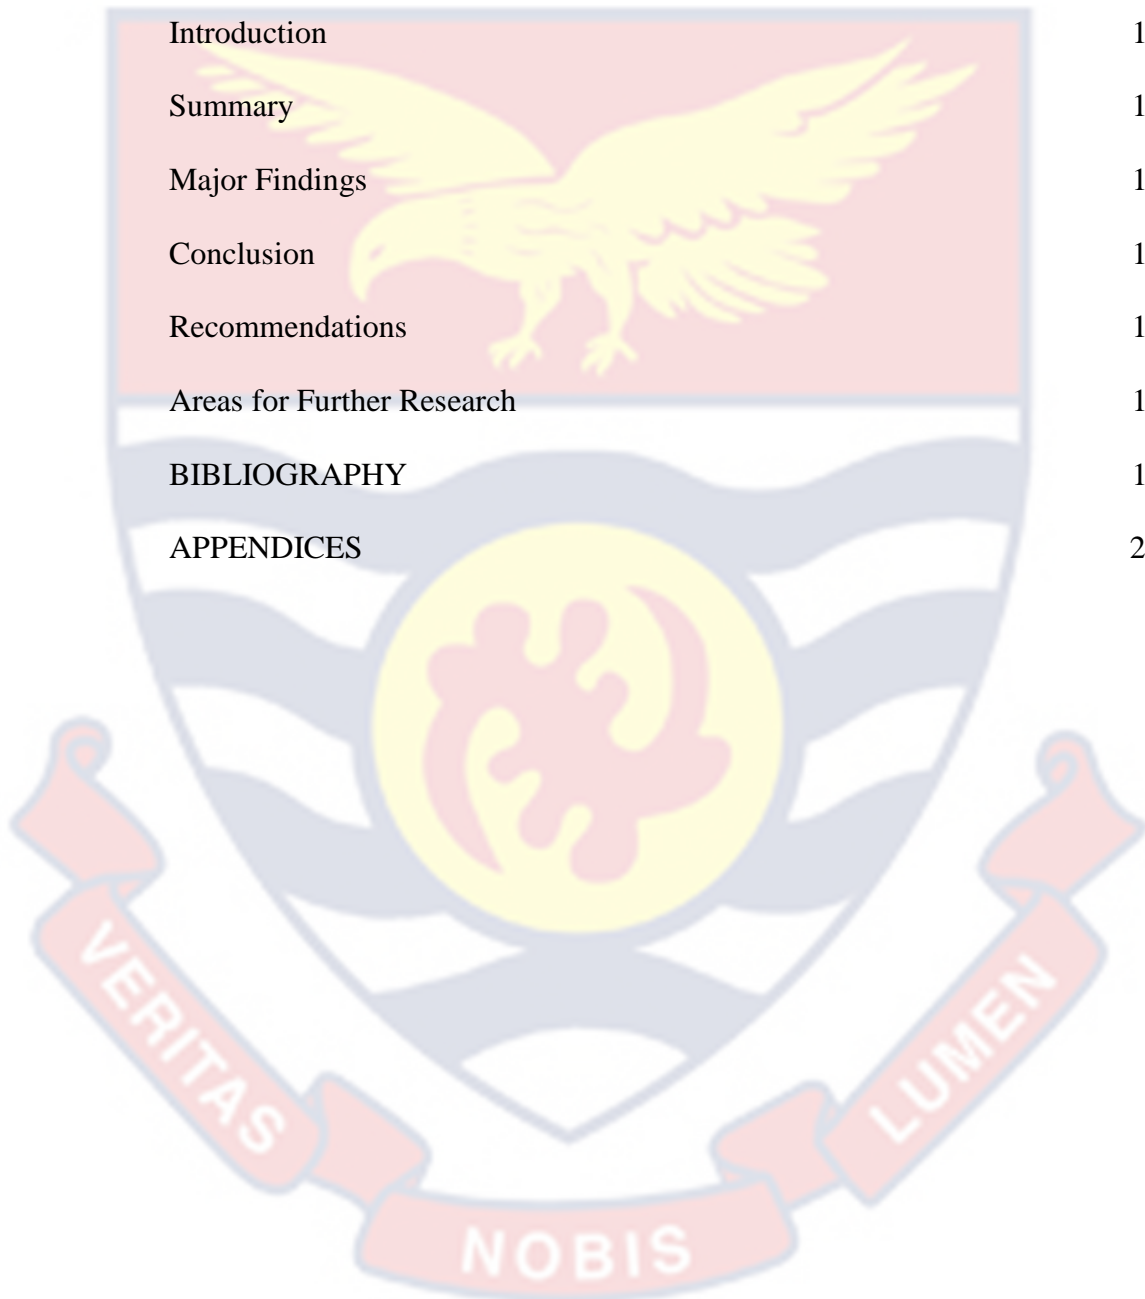 Introduction 1
Summary 1
Major Findings 1
Conclusion 1
Recommendations 1
Areas for Further Research 1
BIBLIOGRAPHY 1
APPENDICES 2
VERITAS
NOBIS
LUMEN